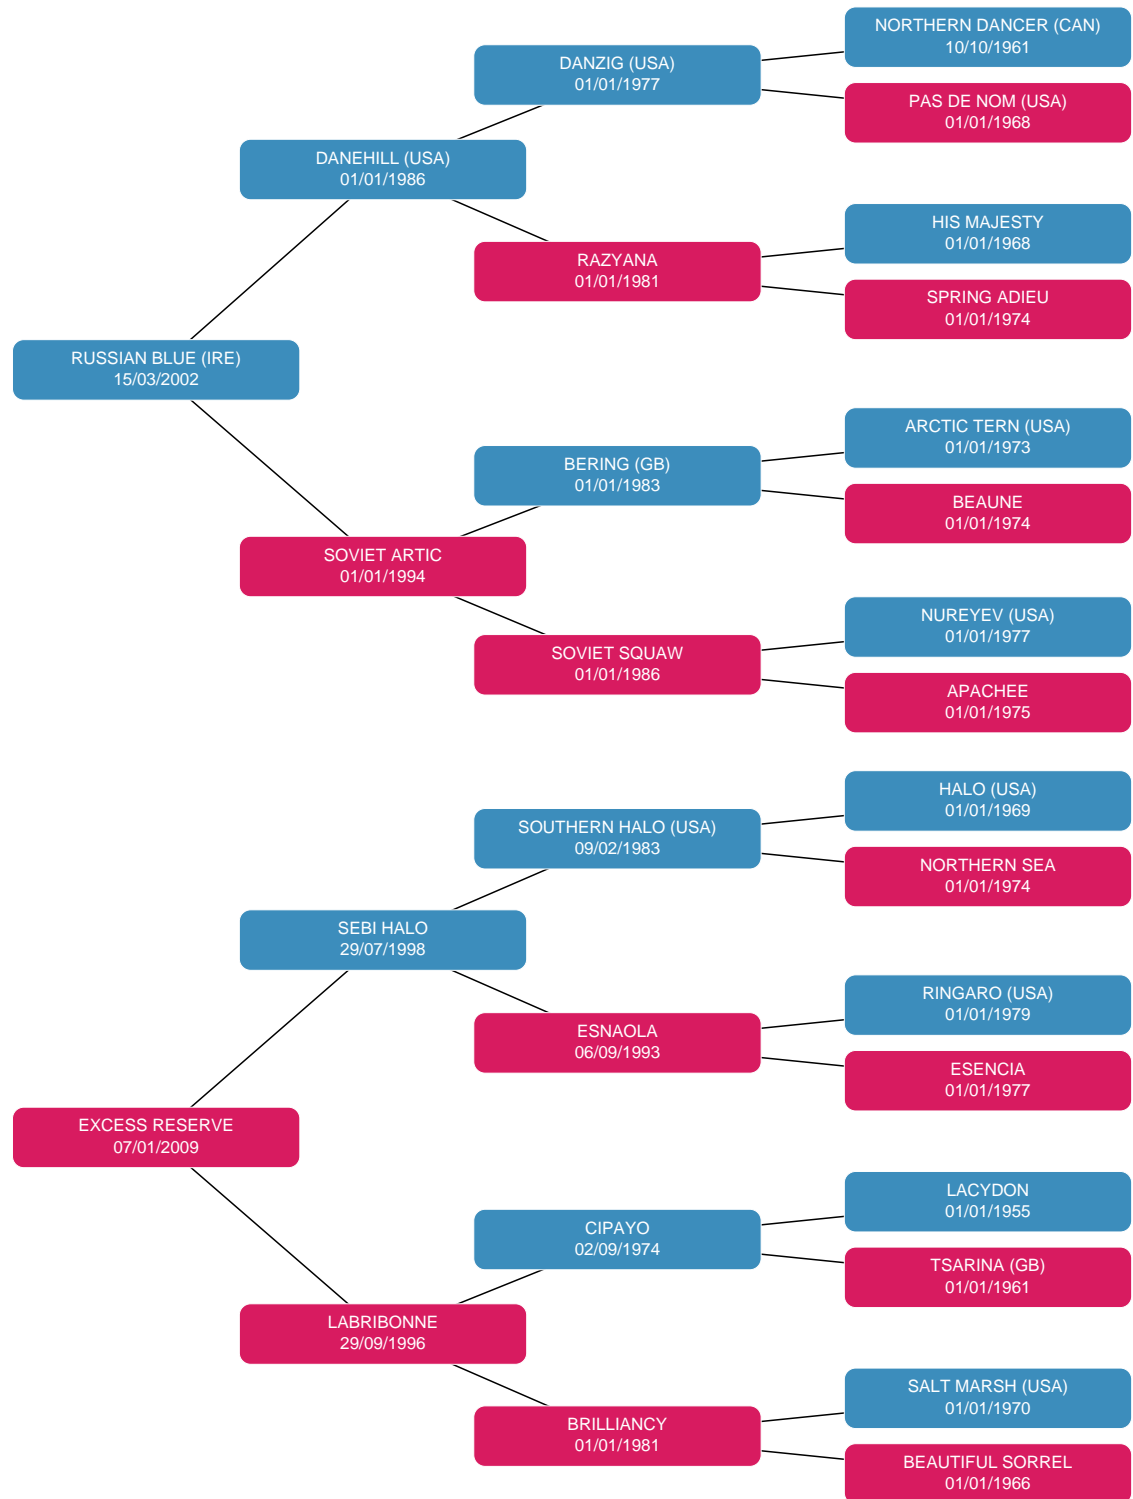 NORTHERN DANCER (CAN)
10/10/1961
DANZIG (USA)
01/01/1977
PAS DE NOM (USA)
01/01/1968
DANEHILL (USA)
01/01/1986
HIS MAJESTY
01/01/1968
RAZYANA
01/01/1981
SPRING ADIEU
01/01/1974
RUSSIAN BLUE (IRE)
15/03/2002
ARCTIC TERN (USA)
01/01/1973
BERING (GB)
01/01/1983
BEAUNE
01/01/1974
SOVIET ARTIC
01/01/1994
NUREYEV (USA)
01/01/1977
SOVIET SQUAW
01/01/1986
APACHEE
01/01/1975
HALO (USA)
01/01/1969
SOUTHERN HALO (USA)
09/02/1983
NORTHERN SEA
01/01/1974
SEBI HALO
29/07/1998
RINGARO (USA)
01/01/1979
ESNAOLA
06/09/1993
ESENCIA
01/01/1977
EXCESS RESERVE
07/01/2009
LACYDON
01/01/1955
CIPAYO
02/09/1974
TSARINA (GB)
01/01/1961
LABRIBONNE
29/09/1996
SALT MARSH (USA)
01/01/1970
BRILLIANCY
01/01/1981
BEAUTIFUL SORREL
01/01/1966